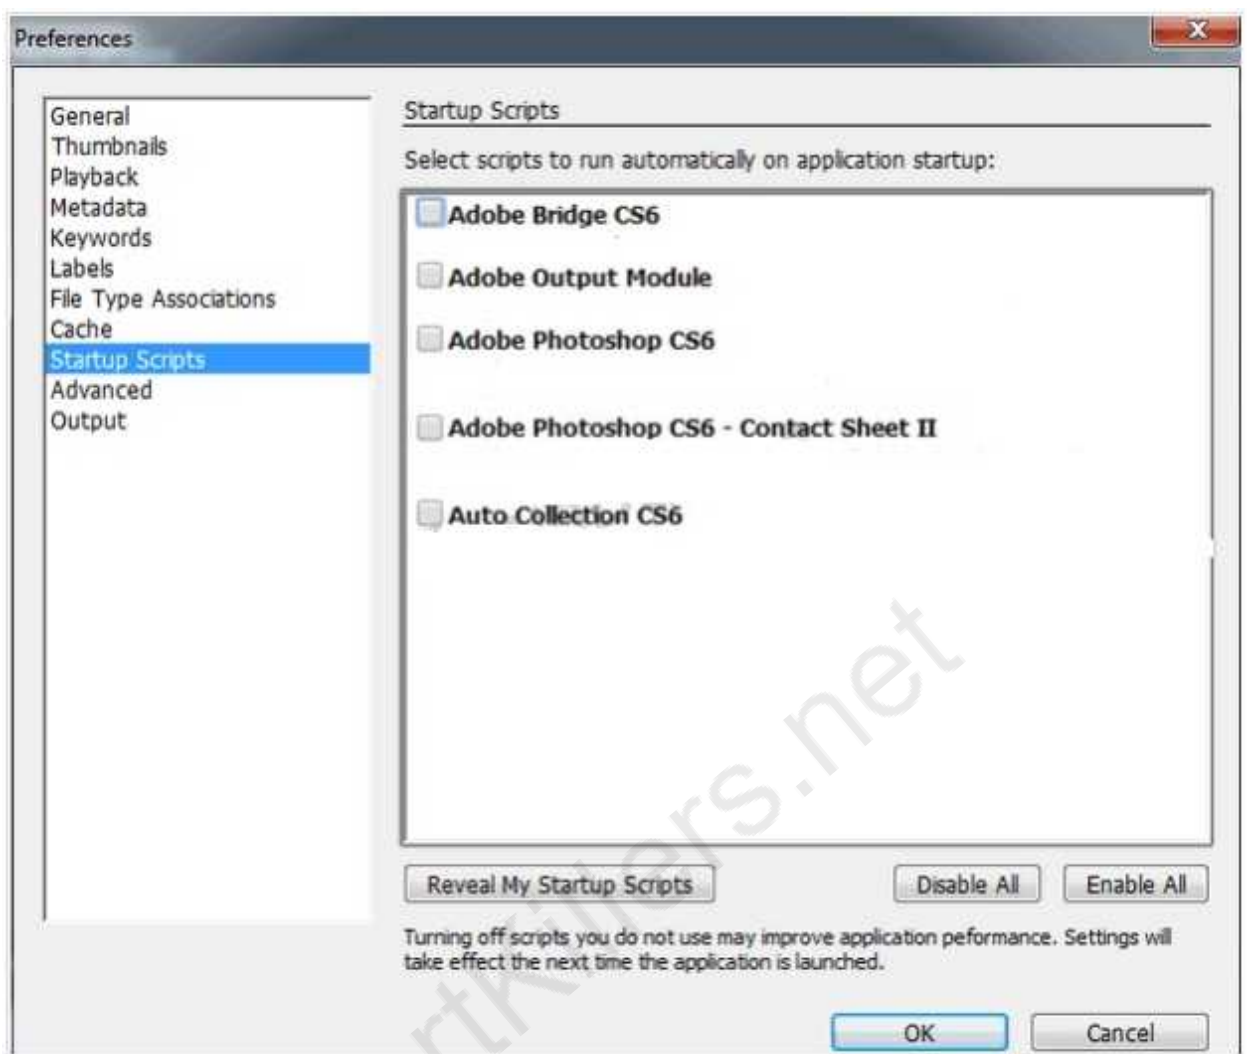 Preferences
X
General
Thumbnails
Playback
Metadata
Keywords
Labels
File Type Associations
Cache
Startup Scripts
Advanced
Output
Startup Scripts
Select scripts to run automatically on application startup:
Adobe Bridge CS6
Adobe Output Module
Adobe Photoshop CS6
Adobe Photoshop CS6 - Contact Sheet II
Auto Collection CS6
Reveal My Startup Scripts
Disable All
Enable All
Turning off scripts you do not use may improve application peformance. Settings will
take effect the next time the application is launched.
OK
Cancel
rtKillers.net